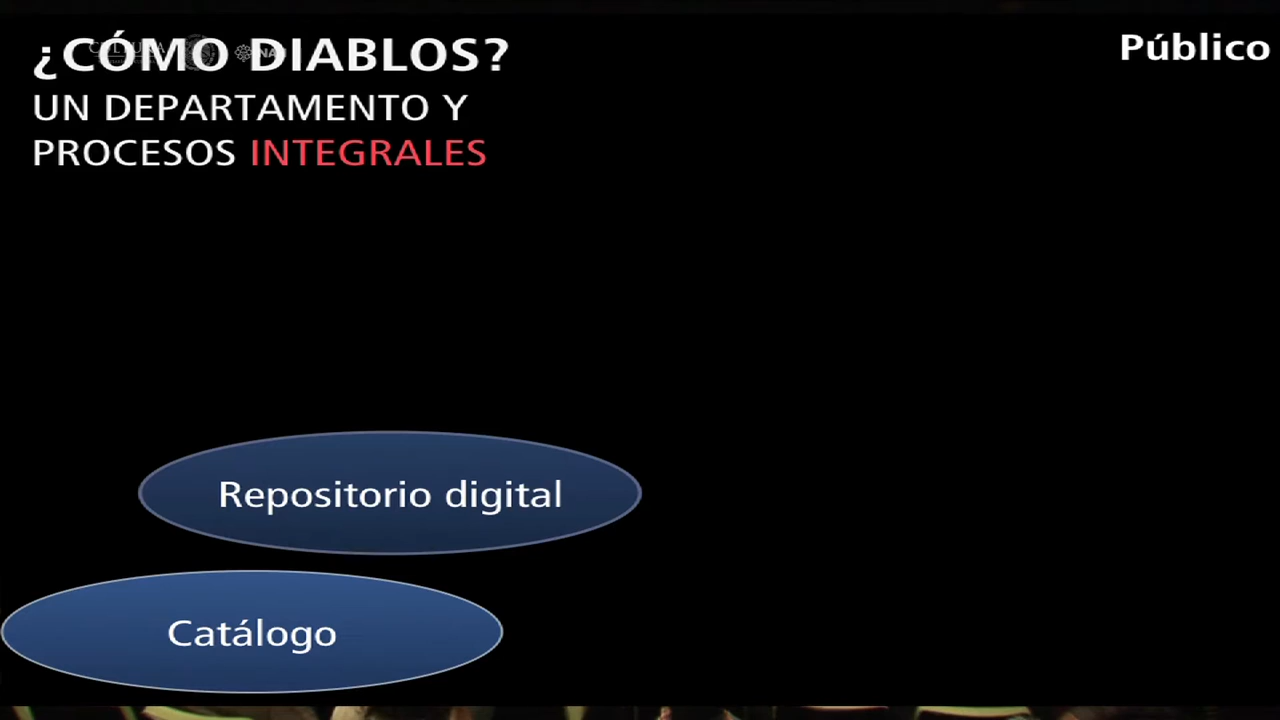 ¿CÓMO DIABLOS?
UN DEPARTAMENTO Y
PROCESOS INTEGRALES
Público
Repositorio digital
Catálogo